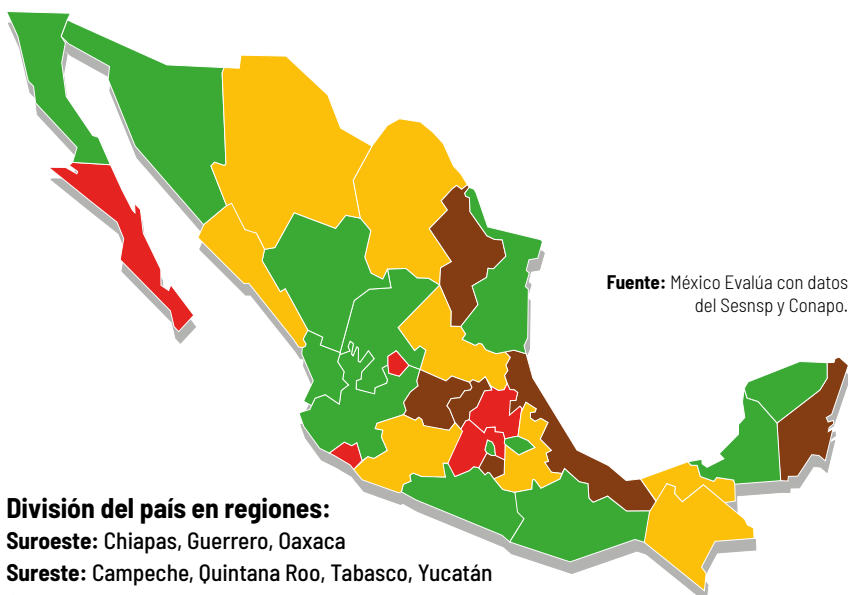 Fuente: México Evalúa con datos
del Sesnsp y Conapo.
División del país en regiones:
Suroeste: Chiapas, Guerrero, Oaxaca
Sureste: Campeche, Quintana Roo, Tabasco, Yucatán